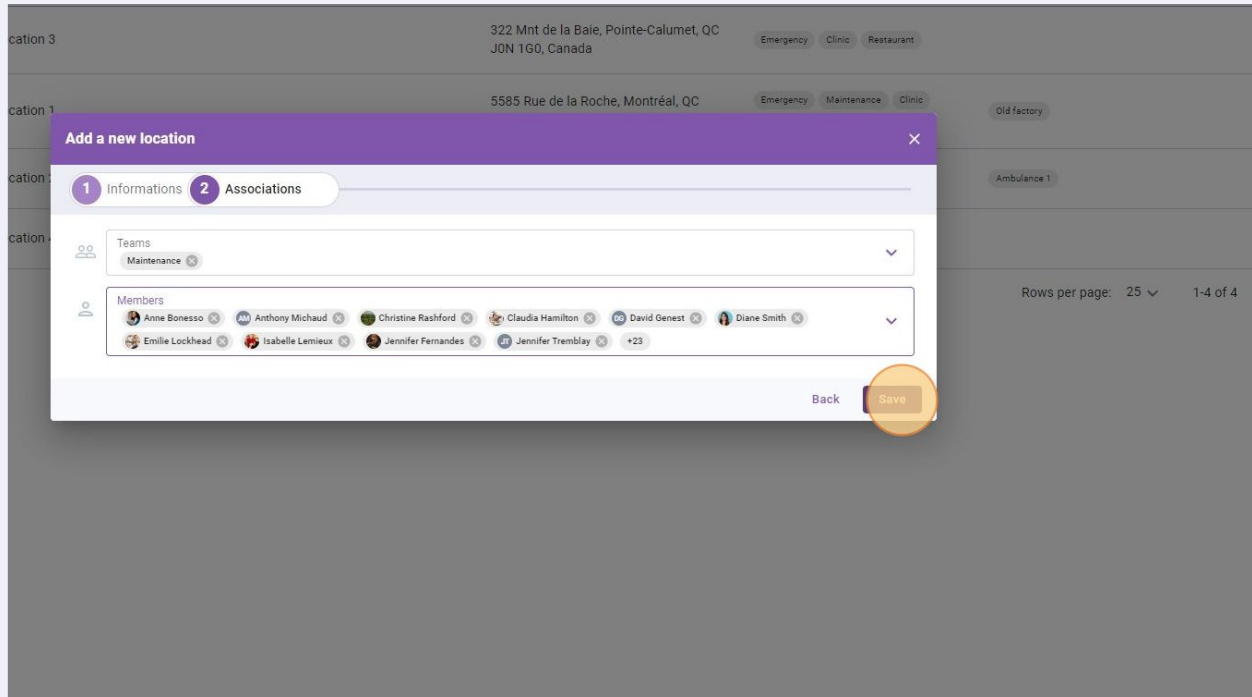 cation 3
322 Mnt de la Baie, Pointe-Calumet, QC
J0N 1G0, Canada
Emergency Clinic Restaurant
cation 1
5585 Rue de la Roche, Montréal, QC
Emergency Maintenance Clinic
Old factory
Add a new location
cation
1 Informations 2 Associations
Ambulance 1
cation
Teams
Maintenance
Members
AM DG
Anne Bonesso Anthony Michaud Christine Rashford Claudia Hamilton David Genest Diane Smith
JT
Emilie Lockhead Isabelle Lemieux Jennifer Fernandes Jennifer Tremblay +23
Rows per page: 25 1-4 of 4
Back Save